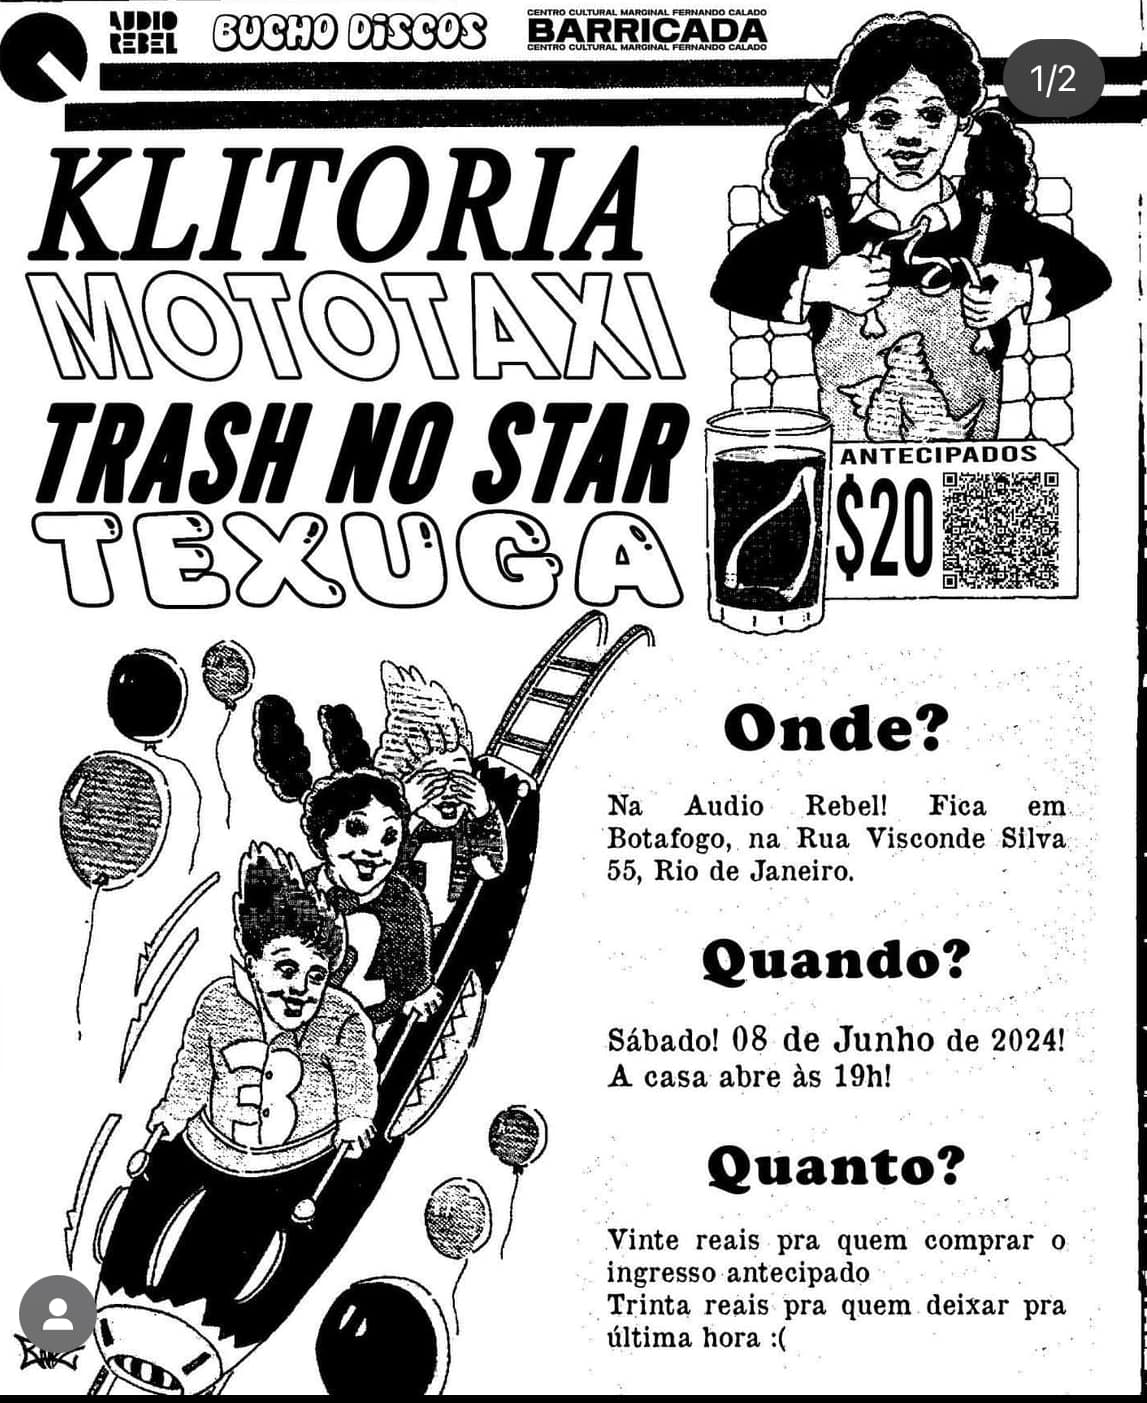 AUDIO
REBEL
BUCHO DiSCOS
CENTRO CULTURAL MARGINAL FERNANDO CALADO
BARRICADA
CENTRO CULTURAL MARGINAL FERNANDO CALADO
1/2
KLITORIA
MOTOTAXI
TRASH NO STAR
TEXUGA
ANTECIPADOS
$20
1
2
3
Onde?
Na Audio Rebel! Fica em
Botafogo, na Rua Visconde Silva
55, Rio de Janeiro.
Quando?
Sábado! 08 de Junho de 2024!
A casa abre às 19h!
Quanto?
Vinte reais pra quem comprar o
ingresso antecipado
Trinta reais pra quem deixar pra
última hora :(